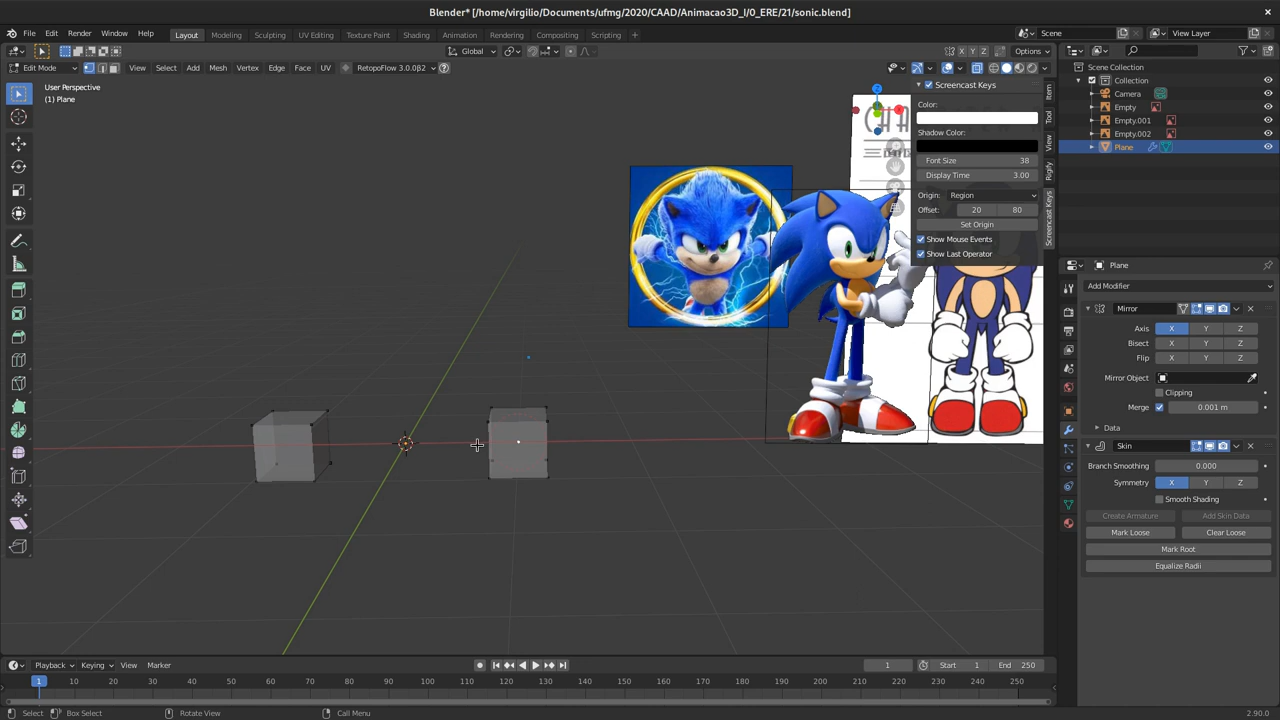 Blender* [/home/virgilio/Documents/ufmg/2020/CAAD/Animacao3D_I/0_ERE/21/sonic.blend]
File Edit Render Window Help Layout Modeling Sculpting UV Editing Texture Paint Shading Animation Rendering Compositing Scripting + Scene View Layer
Global X Y Z Options
Edit Mode View Select Add Mesh Vertex Edge Face UV RetopoFlow 3.0.0β2
User Perspective
(1) Plane
Screencast Keys
Color:
Shadow Color:
Font Size 38
Display Time 3.00
Origin: Region
Offset: 20 80
Set Origin
Show Mouse Events
Show Last Operator
Item
Tool
View
Rigify
Screencast Keys
Z
Scene Collection
Collection
Camera
Empty
Empty.001
Empty.002
Plane
Plane
Add Modifier
Mirror
Axis X Y Z
Bisect X Y Z
Flip X Y Z
Mirror Object
Clipping
Merge 0.001 m
Data
Skin
Branch Smoothing 0.000
Symmetry X Y Z
Smooth Shading
Create Armature Add Skin Data
Mark Loose Clear Loose
Mark Root
Equalize Radii
Playback Keying View Marker 1 Start 1 End 250
1 10 20 30 40 50 60 70 80 90 100 110 120 130 140 150 160 170 180 190 200 210 220 230 240 250
Select Box Select Rotate View Call Menu 2.90.0